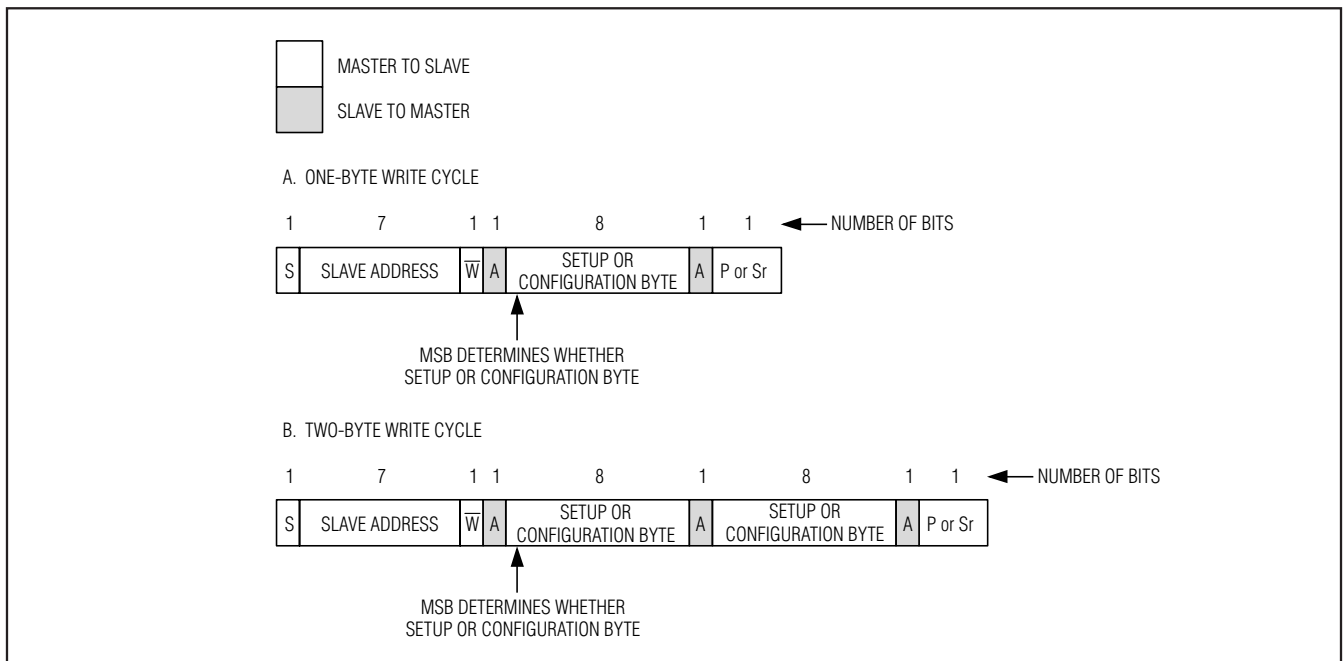 MASTER TO SLAVE
SLAVE TO MASTER
A. ONE-BYTE WRITE CYCLE
1 7 1 1 8 1 1 NUMBER OF BITS
S SLAVE ADDRESS W̅ A SETUP OR CONFIGURATION BYTE A P or Sr
MSB DETERMINES WHETHER
SETUP OR CONFIGURATION BYTE
B. TWO-BYTE WRITE CYCLE
1 7 1 1 8 1 8 1 1 NUMBER OF BITS
S SLAVE ADDRESS W̅ A SETUP OR CONFIGURATION BYTE A SETUP OR CONFIGURATION BYTE A P or Sr
MSB DETERMINES WHETHER
SETUP OR CONFIGURATION BYTE